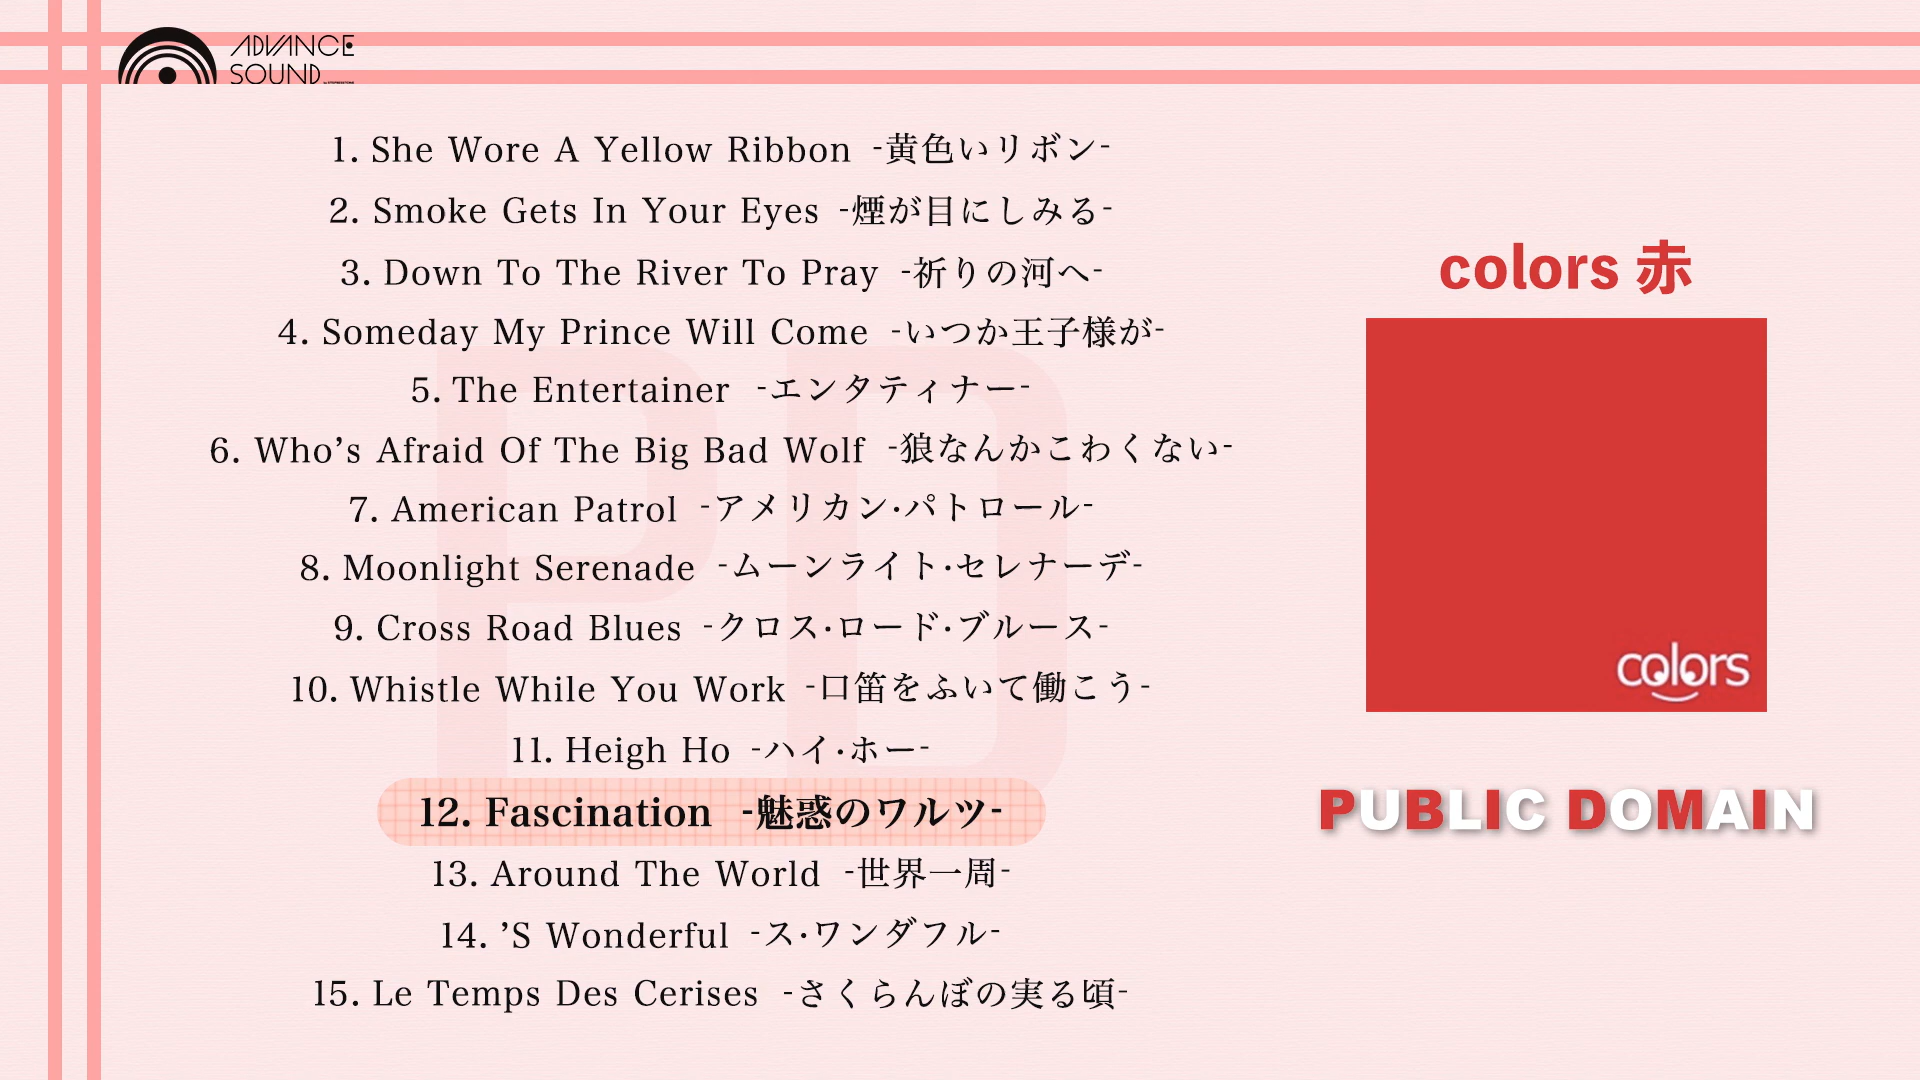 ADVANCE
SOUND
1. She Wore A Yellow Ribbon -黄色いリボン-
2. Smoke Gets In Your Eyes -煙が目にしみる-
3. Down To The River To Pray -祈りの河へ-
4. Someday My Prince Will Come -いつか王子様が-
5. The Entertainer -エンタティナー-
6. Who’s Afraid Of The Big Bad Wolf -狼なんかこわくない-
7. American Patrol -アメリカン・パトロール-
8. Moonlight Serenade -ムーンライト・セレナーデ-
9. Cross Road Blues -クロス・ロード・ブルース-
10. Whistle While You Work -口笛をふいて働こう-
11. Heigh Ho -ハイ・ホー-
12. Fascination -魅惑のワルツ-
13. Around The World -世界一周-
14. ’S Wonderful -ス・ワンダフル-
15. Le Temps Des Cerises -さくらんぼの実る頃-
PD
colors 赤
colors
PUBLIC DOMAIN